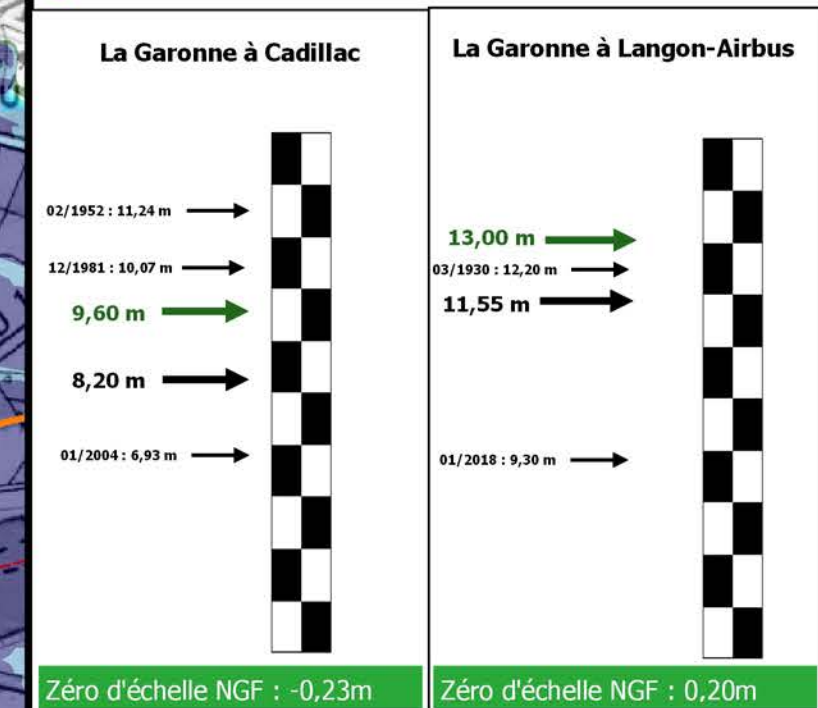 La Garonne à Cadillac
02/1952 : 11,24 m
12/1981 : 10,07 m
9,60 m
8,20 m
01/2004 : 6,93 m
Zéro d'échelle NGF : -0,23m
La Garonne à Langon-Airbus
13,00 m
03/1930 : 12,20 m
11,55 m
01/2018 : 9,30 m
Zéro d'échelle NGF : 0,20m